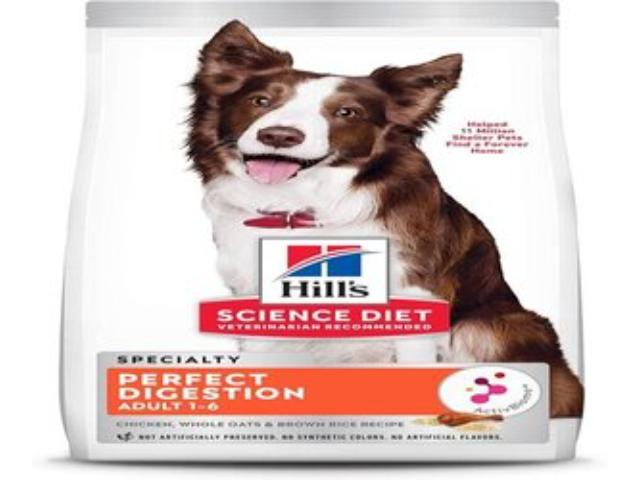 Helped
11 Million
Shelter Pets
Find a Forever
Home
Hill's
SCIENCE DIET
VETERINARIAN RECOMMENDED
SPECIALTY
PERFECT
DIGESTION
ADULT 1-6
ActivBiome+
CHICKEN, WHOLE OATS & BROWN RICE RECIPE
NOT ARTIFICIALLY PRESERVED. NO SYNTHETIC COLORS. NO ARTIFICIAL FLAVORS.